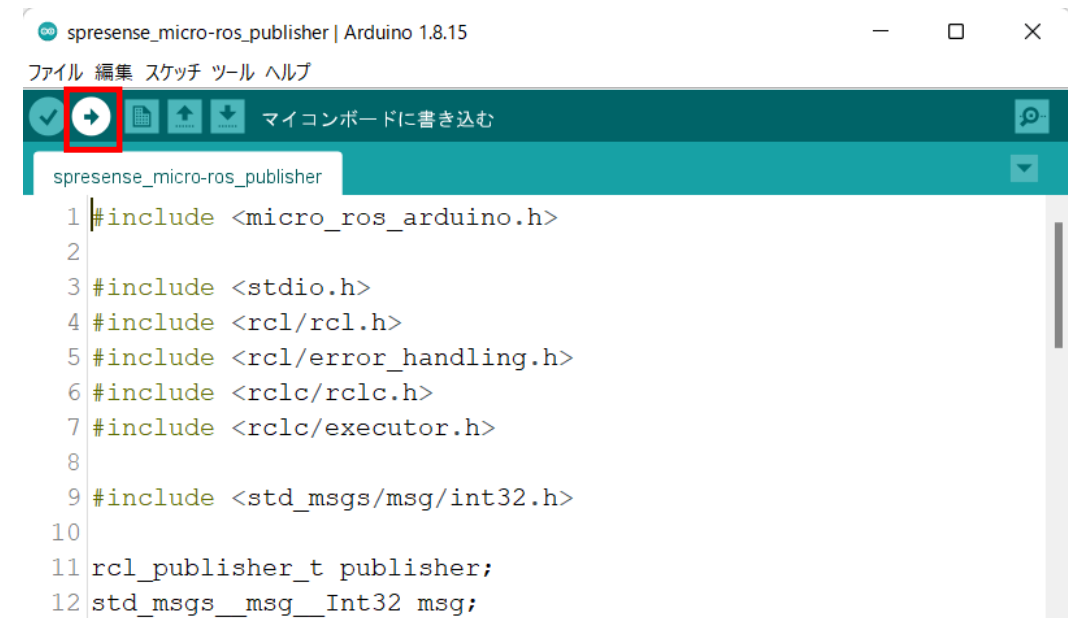 spresense_micro-ros_publisher | Arduino 1.8.15
ファイル 編集 スケッチ ツール ヘルプ
マイコンボードに書き込む
spresense_micro-ros_publisher
1 #include <micro_ros_arduino.h>
2
3 #include <stdio.h>
4 #include <rcl/rcl.h>
5 #include <rcl/error_handling.h>
6 #include <rclc/rclc.h>
7 #include <rclc/executor.h>
8
9 #include <std_msgs/msg/int32.h>
10
11 rcl_publisher_t publisher;
12 std_msgs__msg__Int32 msg;